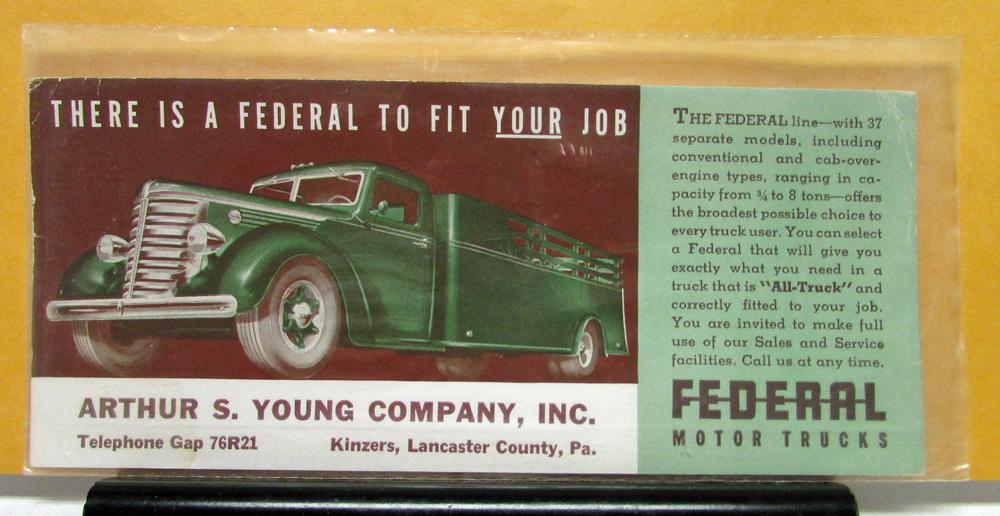 THERE IS A FEDERAL TO FIT YOUR JOB
ARTHUR S. YOUNG COMPANY, INC.
Telephone Gap 76R21 Kinzers, Lancaster County, Pa.
THE FEDERAL line—with 37
separate models, including
conventional and cab-over-
engine types, ranging in ca-
pacity from ¾ to 8 tons—offers
the broadest possible choice to
every truck user. You can select
a Federal that will give you
exactly what you need in a
truck that is "All-Truck" and
correctly fitted to your job.
You are invited to make full
use of our Sales and Service
facilities. Call us at any time.
FEDERAL
MOTOR TRUCKS